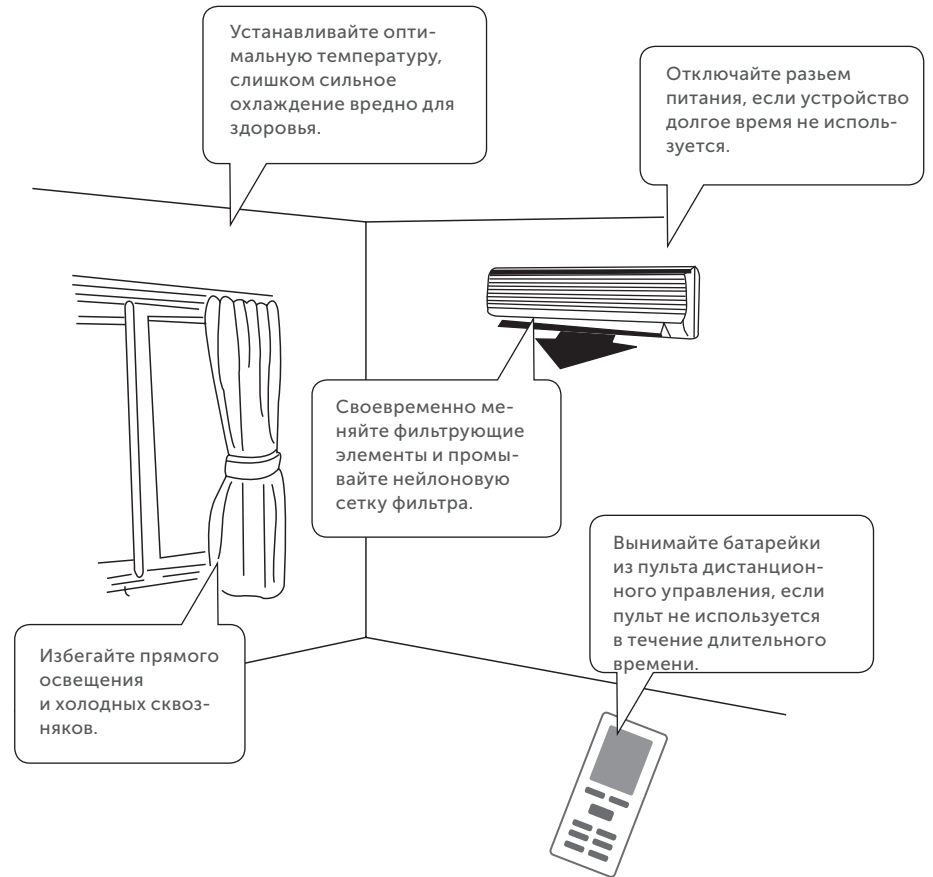 Устанавливайте опти-
мальную температуру,
слишком сильное
охлаждение вредно для
здоровья.
Отключайте разьем
питания, если устройство
долгое время не исполь-
зуется.
Своевременно ме-
няйте фильтрующие
элементы и промы-
вайте нейлоновую
сетку фильтра.
Вынимайте батарейки
из пульта дистанцион-
ного управления, если
пульт не используется
в течение длительного
времени.
Избегайте прямого
освещения
и холодных сквоз-
няков.